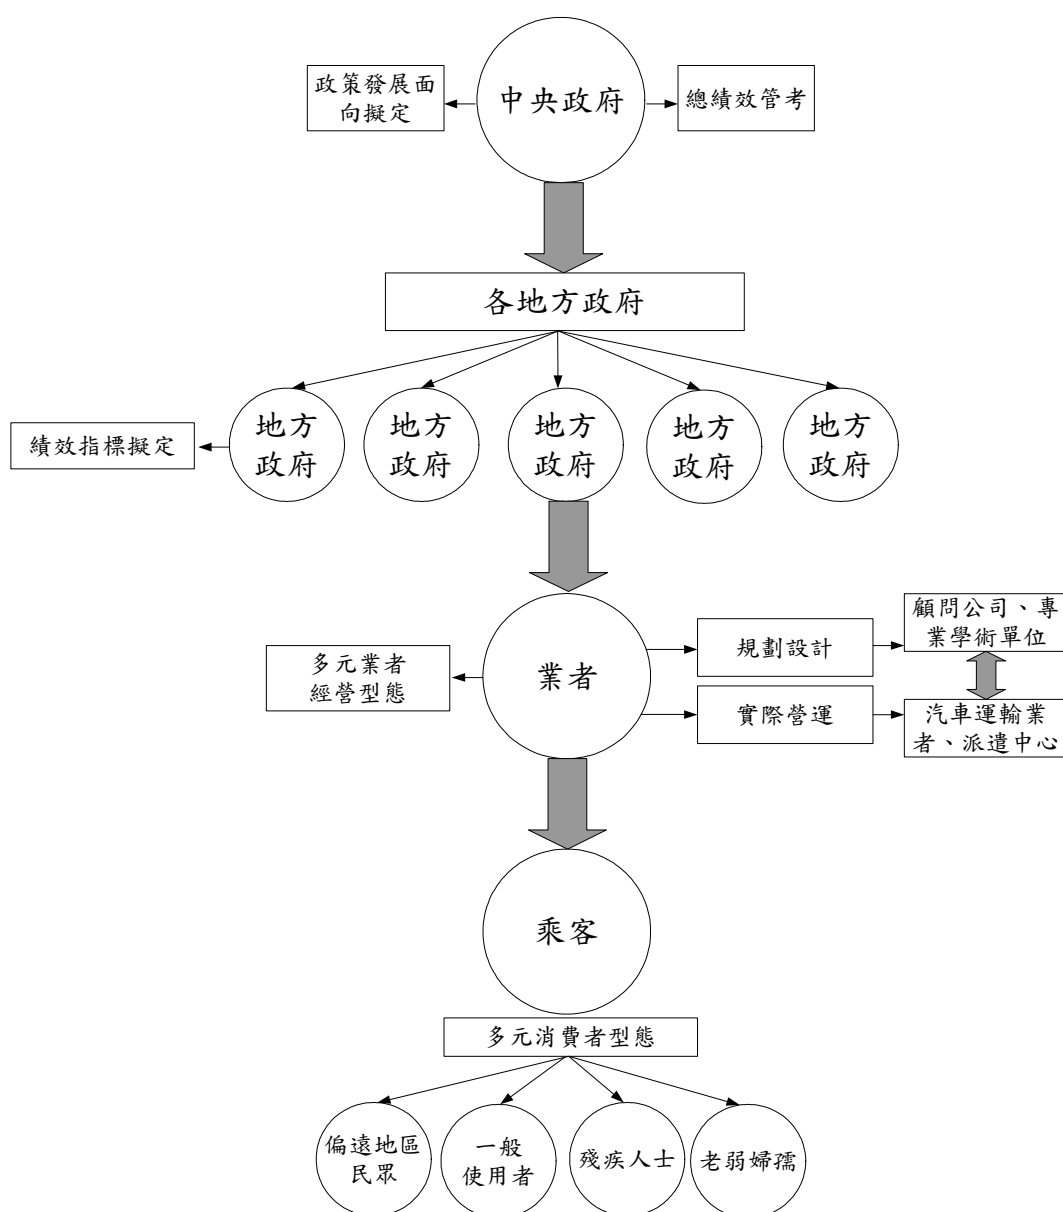 政策發展面
向擬定
中央政府
總績效管考
各地方政府
績效指標擬定
地方
政府
地方
政府
地方
政府
地方
政府
地方
政府
多元業者
經營型態
業者
規劃設計
顧問公司、專
業學術單位
實際營運
汽車運輸業
者、派遣中心
乘客
多元消費者型態
偏遠地區
民眾
一般
使用者
殘疾人士
老弱婦孺